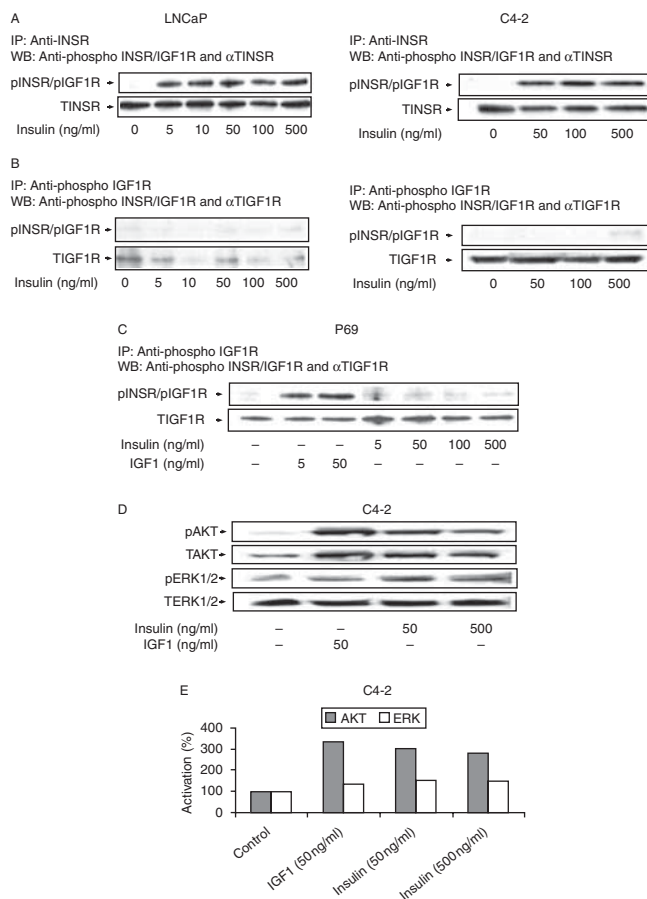 A
LNCaP
IP: Anti-INSR
WB: Anti-phospho INSR/IGF1R and αTINSR
pINSR/pIGF1R
TINSR
Insulin (ng/ml) 0 5 10 50 100 500
C4-2
IP: Anti-INSR
WB: Anti-phospho INSR/IGF1R and αTINSR
pINSR/pIGF1R
TINSR
Insulin (ng/ml) 0 50 100 500
B
IP: Anti-phospho IGF1R
WB: Anti-phospho INSR/IGF1R and αTIGF1R
pINSR/pIGF1R
TIGF1R
Insulin (ng/ml) 0 5 10 50 100 500
IP: Anti-phospho IGF1R
WB: Anti-phospho INSR/IGF1R and αTIGF1R
pINSR/pIGF1R
TIGF1R
Insulin (ng/ml) 0 50 100 500
C P69
IP: Anti-phospho IGF1R
WB: Anti-phospho INSR/IGF1R and αTIGF1R
pINSR/pIGF1R
TIGF1R
Insulin (ng/ml) – – – 5 50 100 500
IGF1 (ng/ml) – 5 50 – – – –
D C4-2
pAKT
TAKT
pERK1/2
TERK1/2
Insulin (ng/ml) – – 50 500
IGF1 (ng/ml) – 50 – –
E C4-2
AKT ERK
Activation (%)
400
300
200
100
0
Control
IGF1 (50 ng/ml)
Insulin (50 ng/ml)
Insulin (500 ng/ml)